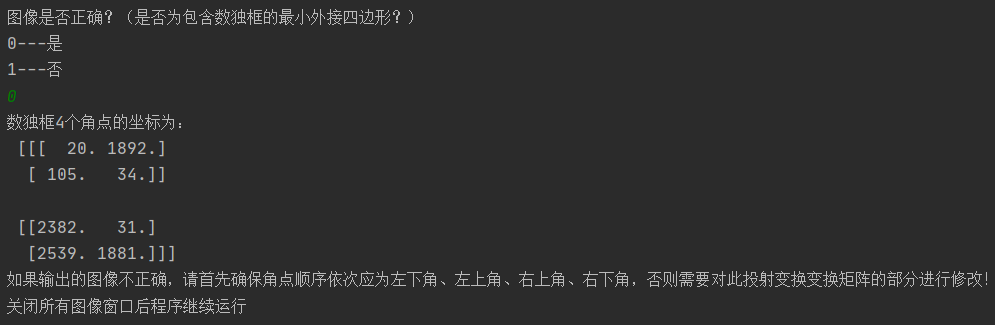 图像是否正确？（是否为包含数独框的最小外接四边形？）
0---是
1---否
0
数独框4个角点的坐标为：
[[[  20. 1892.]
[ 105.   34.]]
[[2382.   31.]
[2539. 1881.]]]
如果输出的图像不正确，请首先确保角点顺序依次应为左下角、左上角、右上角、右下角，否则需要对此投射变换变换矩阵的部分进行修改！
关闭所有图像窗口后程序继续运行